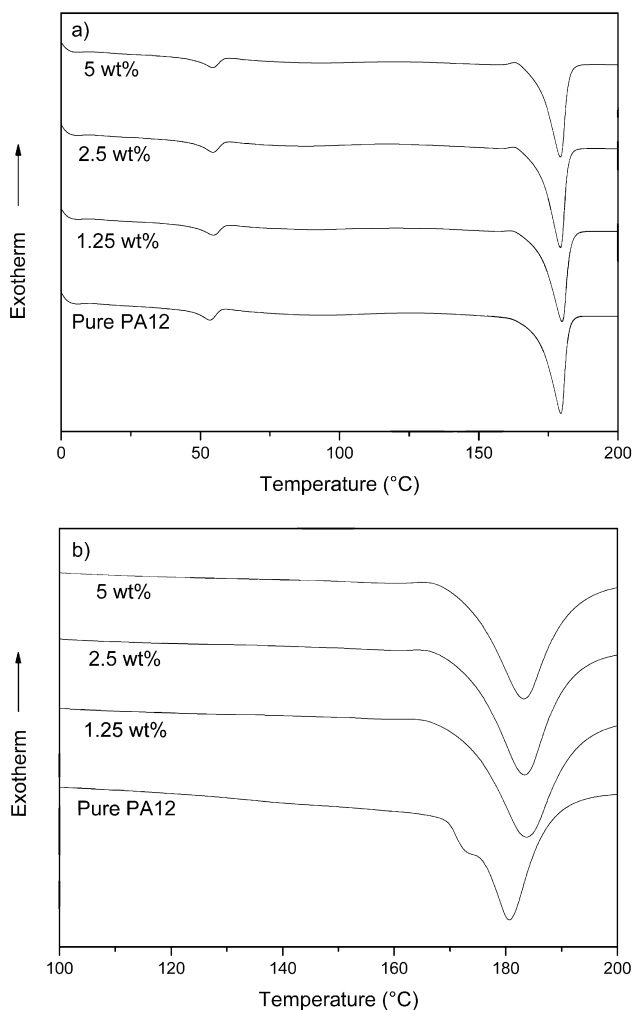 a)
5 wt%
2.5 wt%
1.25 wt%
Pure PA12
Exotherm
0 50 100 150 200
Temperature (°C)
b)
5 wt%
2.5 wt%
1.25 wt%
Pure PA12
Exotherm
100 120 140 160 180 200
Temperature (°C)